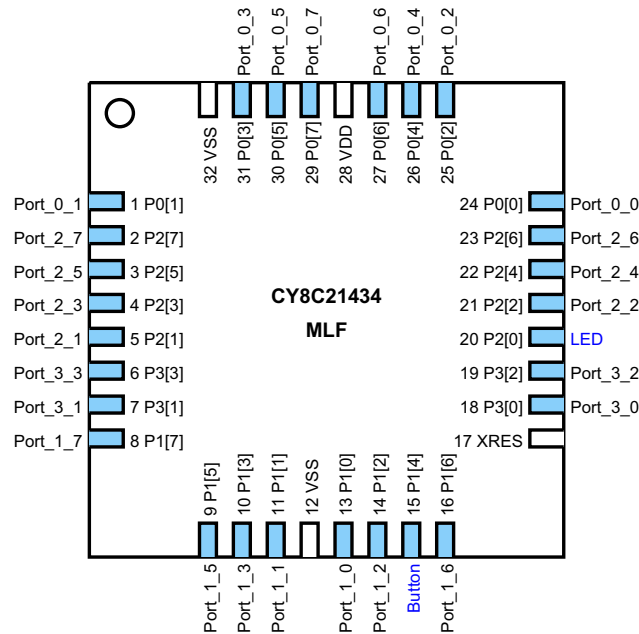 Port_0_3
Port_0_5
Port_0_7
Port_0_6
Port_0_4
Port_0_2
32 VSS
31 P0[3]
30 P0[5]
29 P0[7]
28 VDD
27 P0[6]
26 P0[4]
25 P0[2]
Port_0_1 1 P0[1]
Port_2_7 2 P2[7]
Port_2_5 3 P2[5]
Port_2_3 4 P2[3]
Port_2_1 5 P2[1]
Port_3_3 6 P3[3]
Port_3_1 7 P3[1]
Port_1_7 8 P1[7]
CY8C21434
MLF
24 P0[0] Port_0_0
23 P2[6] Port_2_6
22 P2[4] Port_2_4
21 P2[2] Port_2_2
20 P2[0] LED
19 P3[2] Port_3_2
18 P3[0] Port_3_0
17 XRES
9 P1[5]
10 P1[3]
11 P1[1]
12 VSS
13 P1[0]
14 P1[2]
15 P1[4]
16 P1[6]
Port_1_5
Port_1_3
Port_1_1
Port_1_0
Port_1_2
Button
Port_1_6